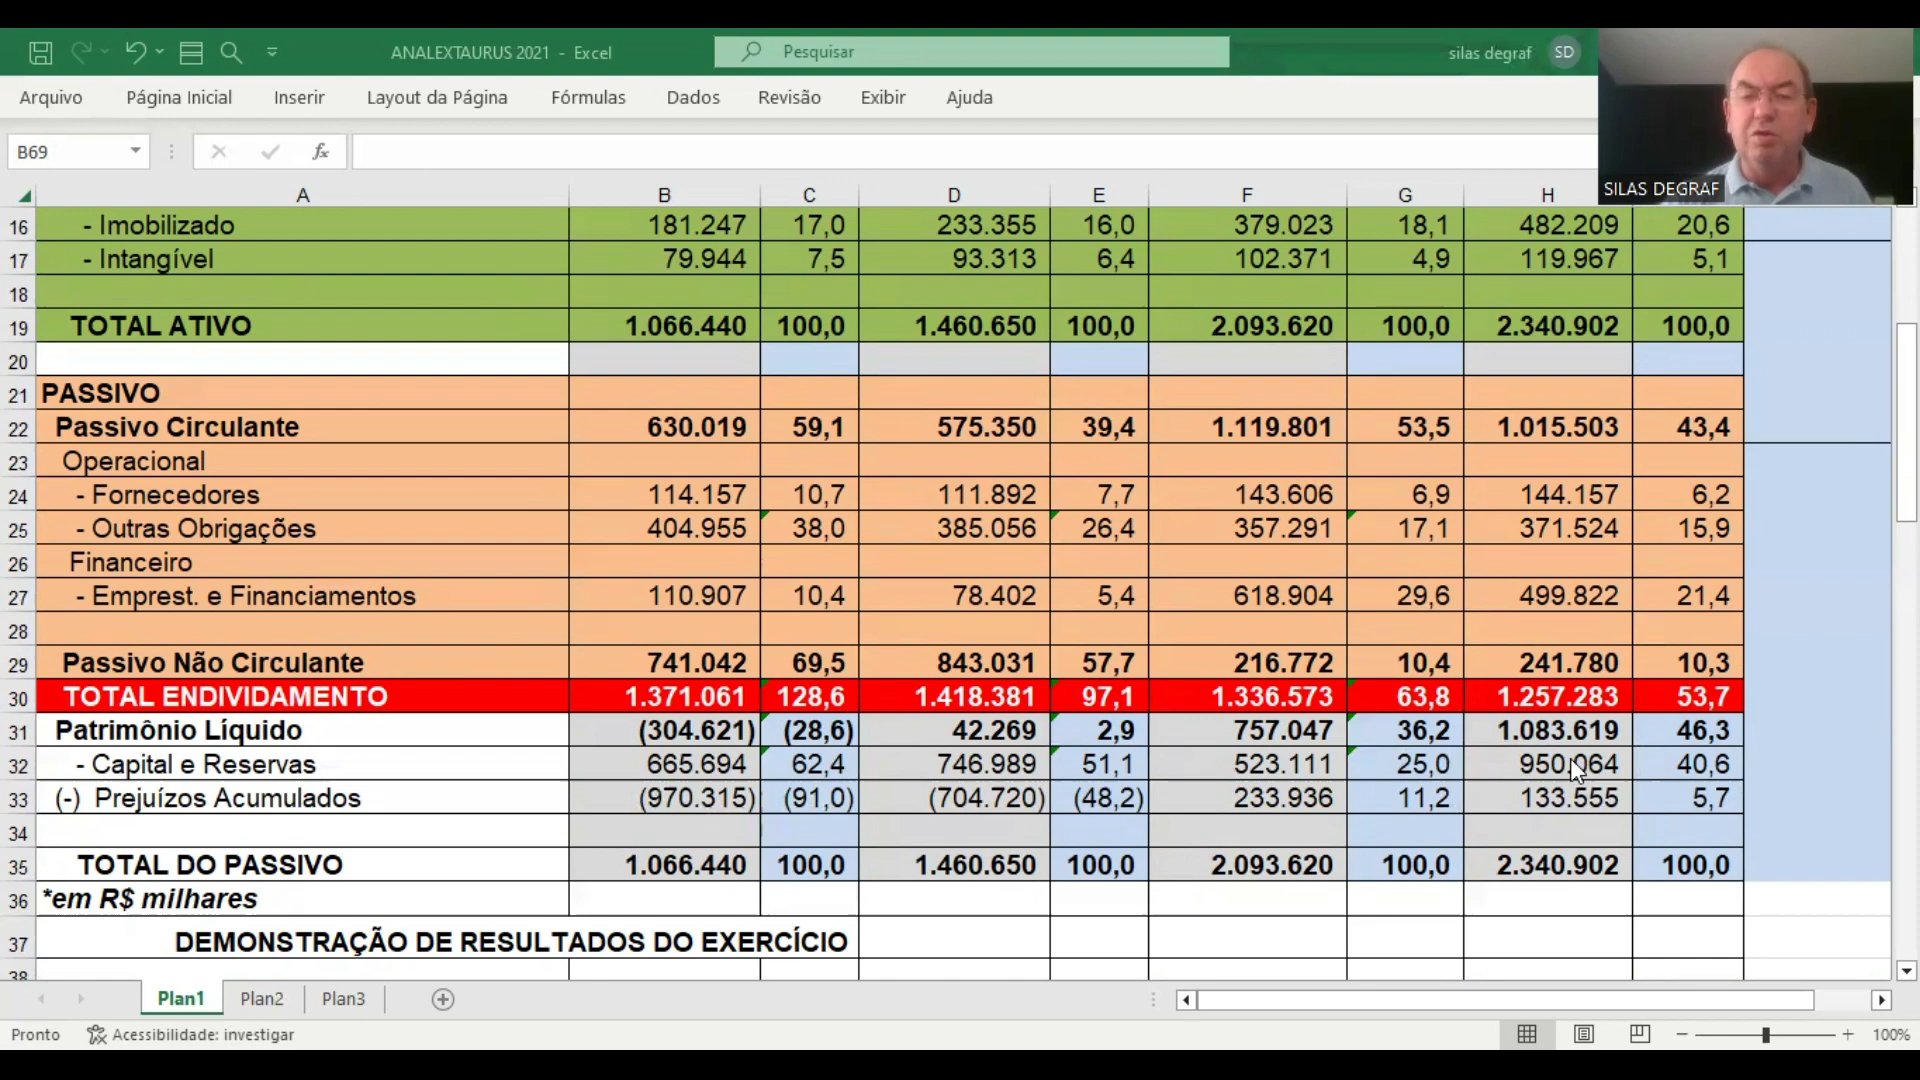 ANALEXTAURUS 2021 - Excel
Pesquisar
silas degraf
SD
Arquivo Página Inicial Inserir Layout da Página Fórmulas Dados Revisão Exibir Ajuda
B69
fx
SILAS DEGRAF
A B C D E F G H
16 - Imobilizado 181.247 17,0 233.355 16,0 379.023 18,1 482.209 20,6
17 - Intangível 79.944 7,5 93.313 6,4 102.371 4,9 119.967 5,1
18
19 TOTAL ATIVO 1.066.440 100,0 1.460.650 100,0 2.093.620 100,0 2.340.902 100,0
20
21 PASSIVO
22 Passivo Circulante 630.019 59,1 575.350 39,4 1.119.801 53,5 1.015.503 43,4
23 Operacional
24 - Fornecedores 114.157 10,7 111.892 7,7 143.606 6,9 144.157 6,2
25 - Outras Obrigações 404.955 38,0 385.056 26,4 357.291 17,1 371.524 15,9
26 Financeiro
27 - Emprest. e Financiamentos 110.907 10,4 78.402 5,4 618.904 29,6 499.822 21,4
28
29 Passivo Não Circulante 741.042 69,5 843.031 57,7 216.772 10,4 241.780 10,3
30 TOTAL ENDIVIDAMENTO 1.371.061 128,6 1.418.381 97,1 1.336.573 63,8 1.257.283 53,7
31 Patrimônio Líquido (304.621) (28,6) 42.269 2,9 757.047 36,2 1.083.619 46,3
32 - Capital e Reservas 665.694 62,4 746.989 51,1 523.111 25,0 950.064 40,6
33 (-) Prejuízos Acumulados (970.315) (91,0) (704.720) (48,2) 233.936 11,2 133.555 5,7
34
35 TOTAL DO PASSIVO 1.066.440 100,0 1.460.650 100,0 2.093.620 100,0 2.340.902 100,0
36 *em R$ milhares
37 DEMONSTRAÇÃO DE RESULTADOS DO EXERCÍCIO
38
Plan1 Plan2 Plan3
Pronto Acessibilidade: investigar
100%